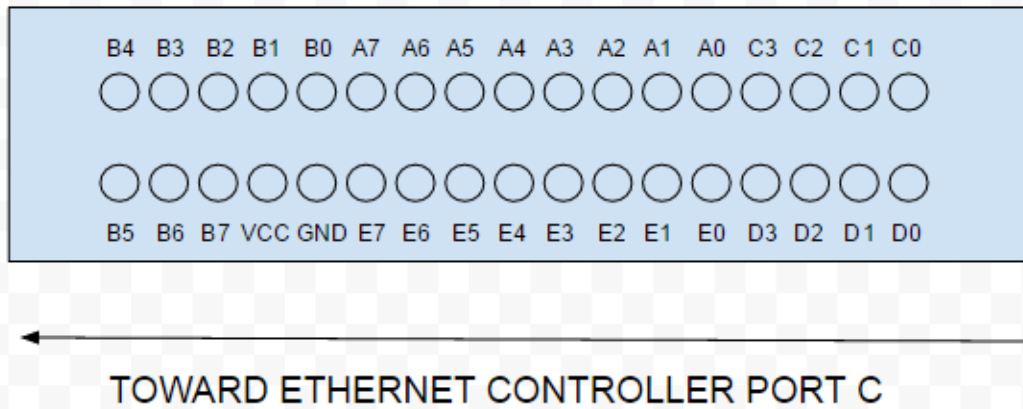 B4 B3 B2 B1 B0 A7 A6 A5 A4 A3 A2 A1 A0 C3 C2 C1 C0
B5 B6 B7 VCC GND E7 E6 E5 E4 E3 E2 E1 E0 D3 D2 D1 D0
TOWARD ETHERNET CONTROLLER PORT C